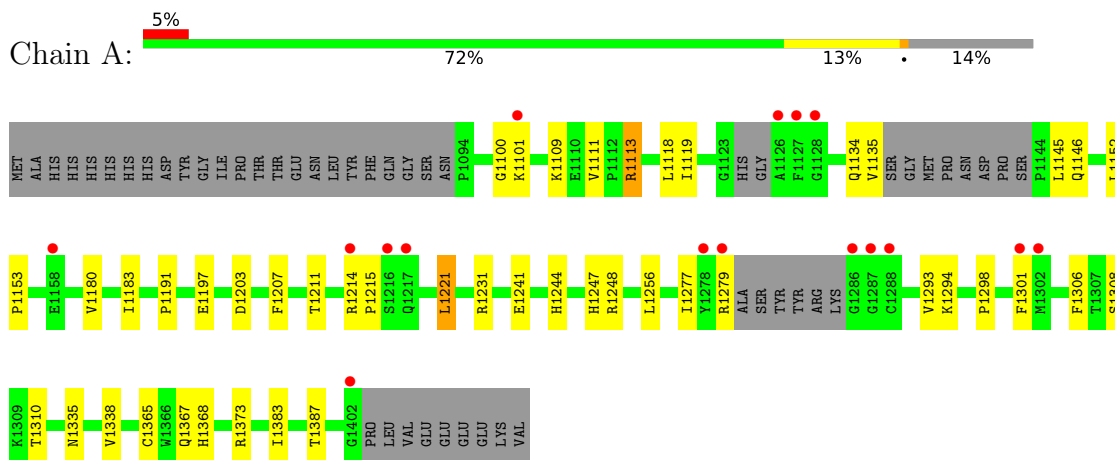 5%
Chain A:
72% 13% • 14%
MET ALA HIS HIS HIS HIS HIS HIS ASP TYR GLY ILE PRO THR THR GLU ASN LEU TYR PHE GLN GLY SER ASN P1094 G1100 K1101 K1109 E1110 V1111 P1112 R1113 L1118 I1119 G1123 HIS GLY A1126 F1127 G1128 Q1134 V1135 SER GLY MET PRO ASN ASP PRO SER P1144 L1145 Q1146 L1152
P1153 E1158 V1180 I1183 P1191 E1197 D1203 F1207 T1211 R1214 P1215 S1216 Q1217 L1221 R1231 E1241 H1244 H1247 R1248 L1256 I1277 Y1278 R1279 ALA SER TYR TYR ARG LYS G1286 G1287 C1288 V1293 K1294 P1298 F1301 M1302 F1306 T1307 S1308
K1309 T1310 N1335 V1338 C1365 W1366 Q1367 H1368 R1373 I1383 T1387 G1402 PRO LEU VAL GLU GLU GLU GLU LYS VAL